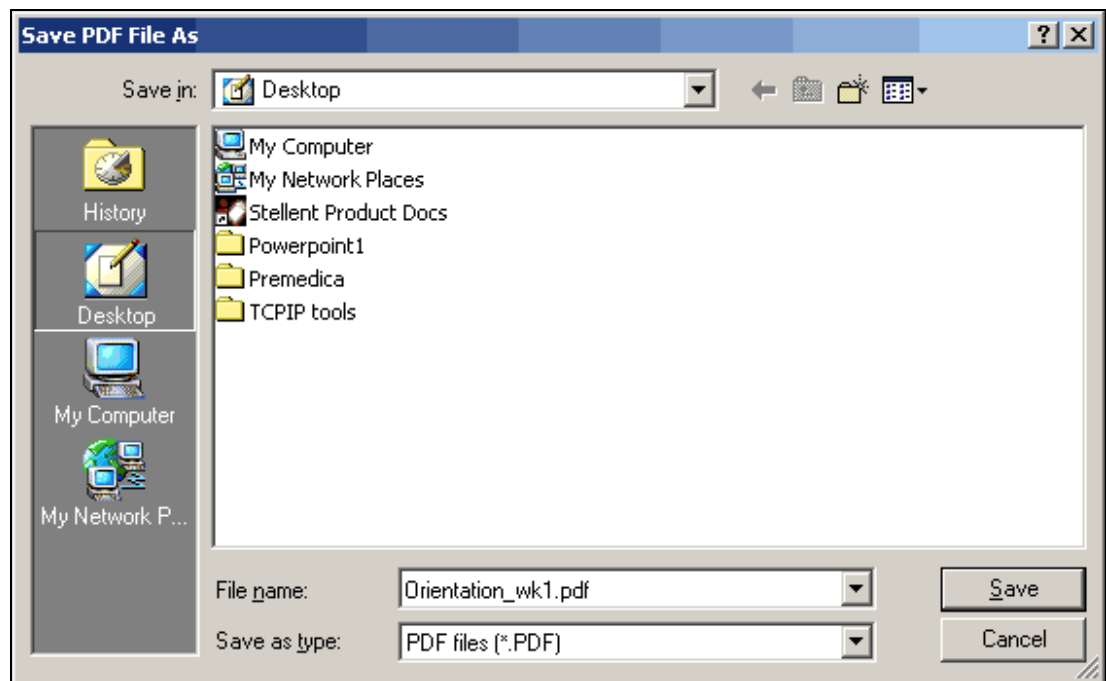 Save PDF File As
Save in: Desktop
History
Desktop
My Computer
My Network P...
My Computer
My Network Places
Stellent Product Docs
Powerpoint1
Premedica
TCPIP tools
File name: Orientation_wk1.pdf Save
Save as type: PDF files (*.PDF) Cancel